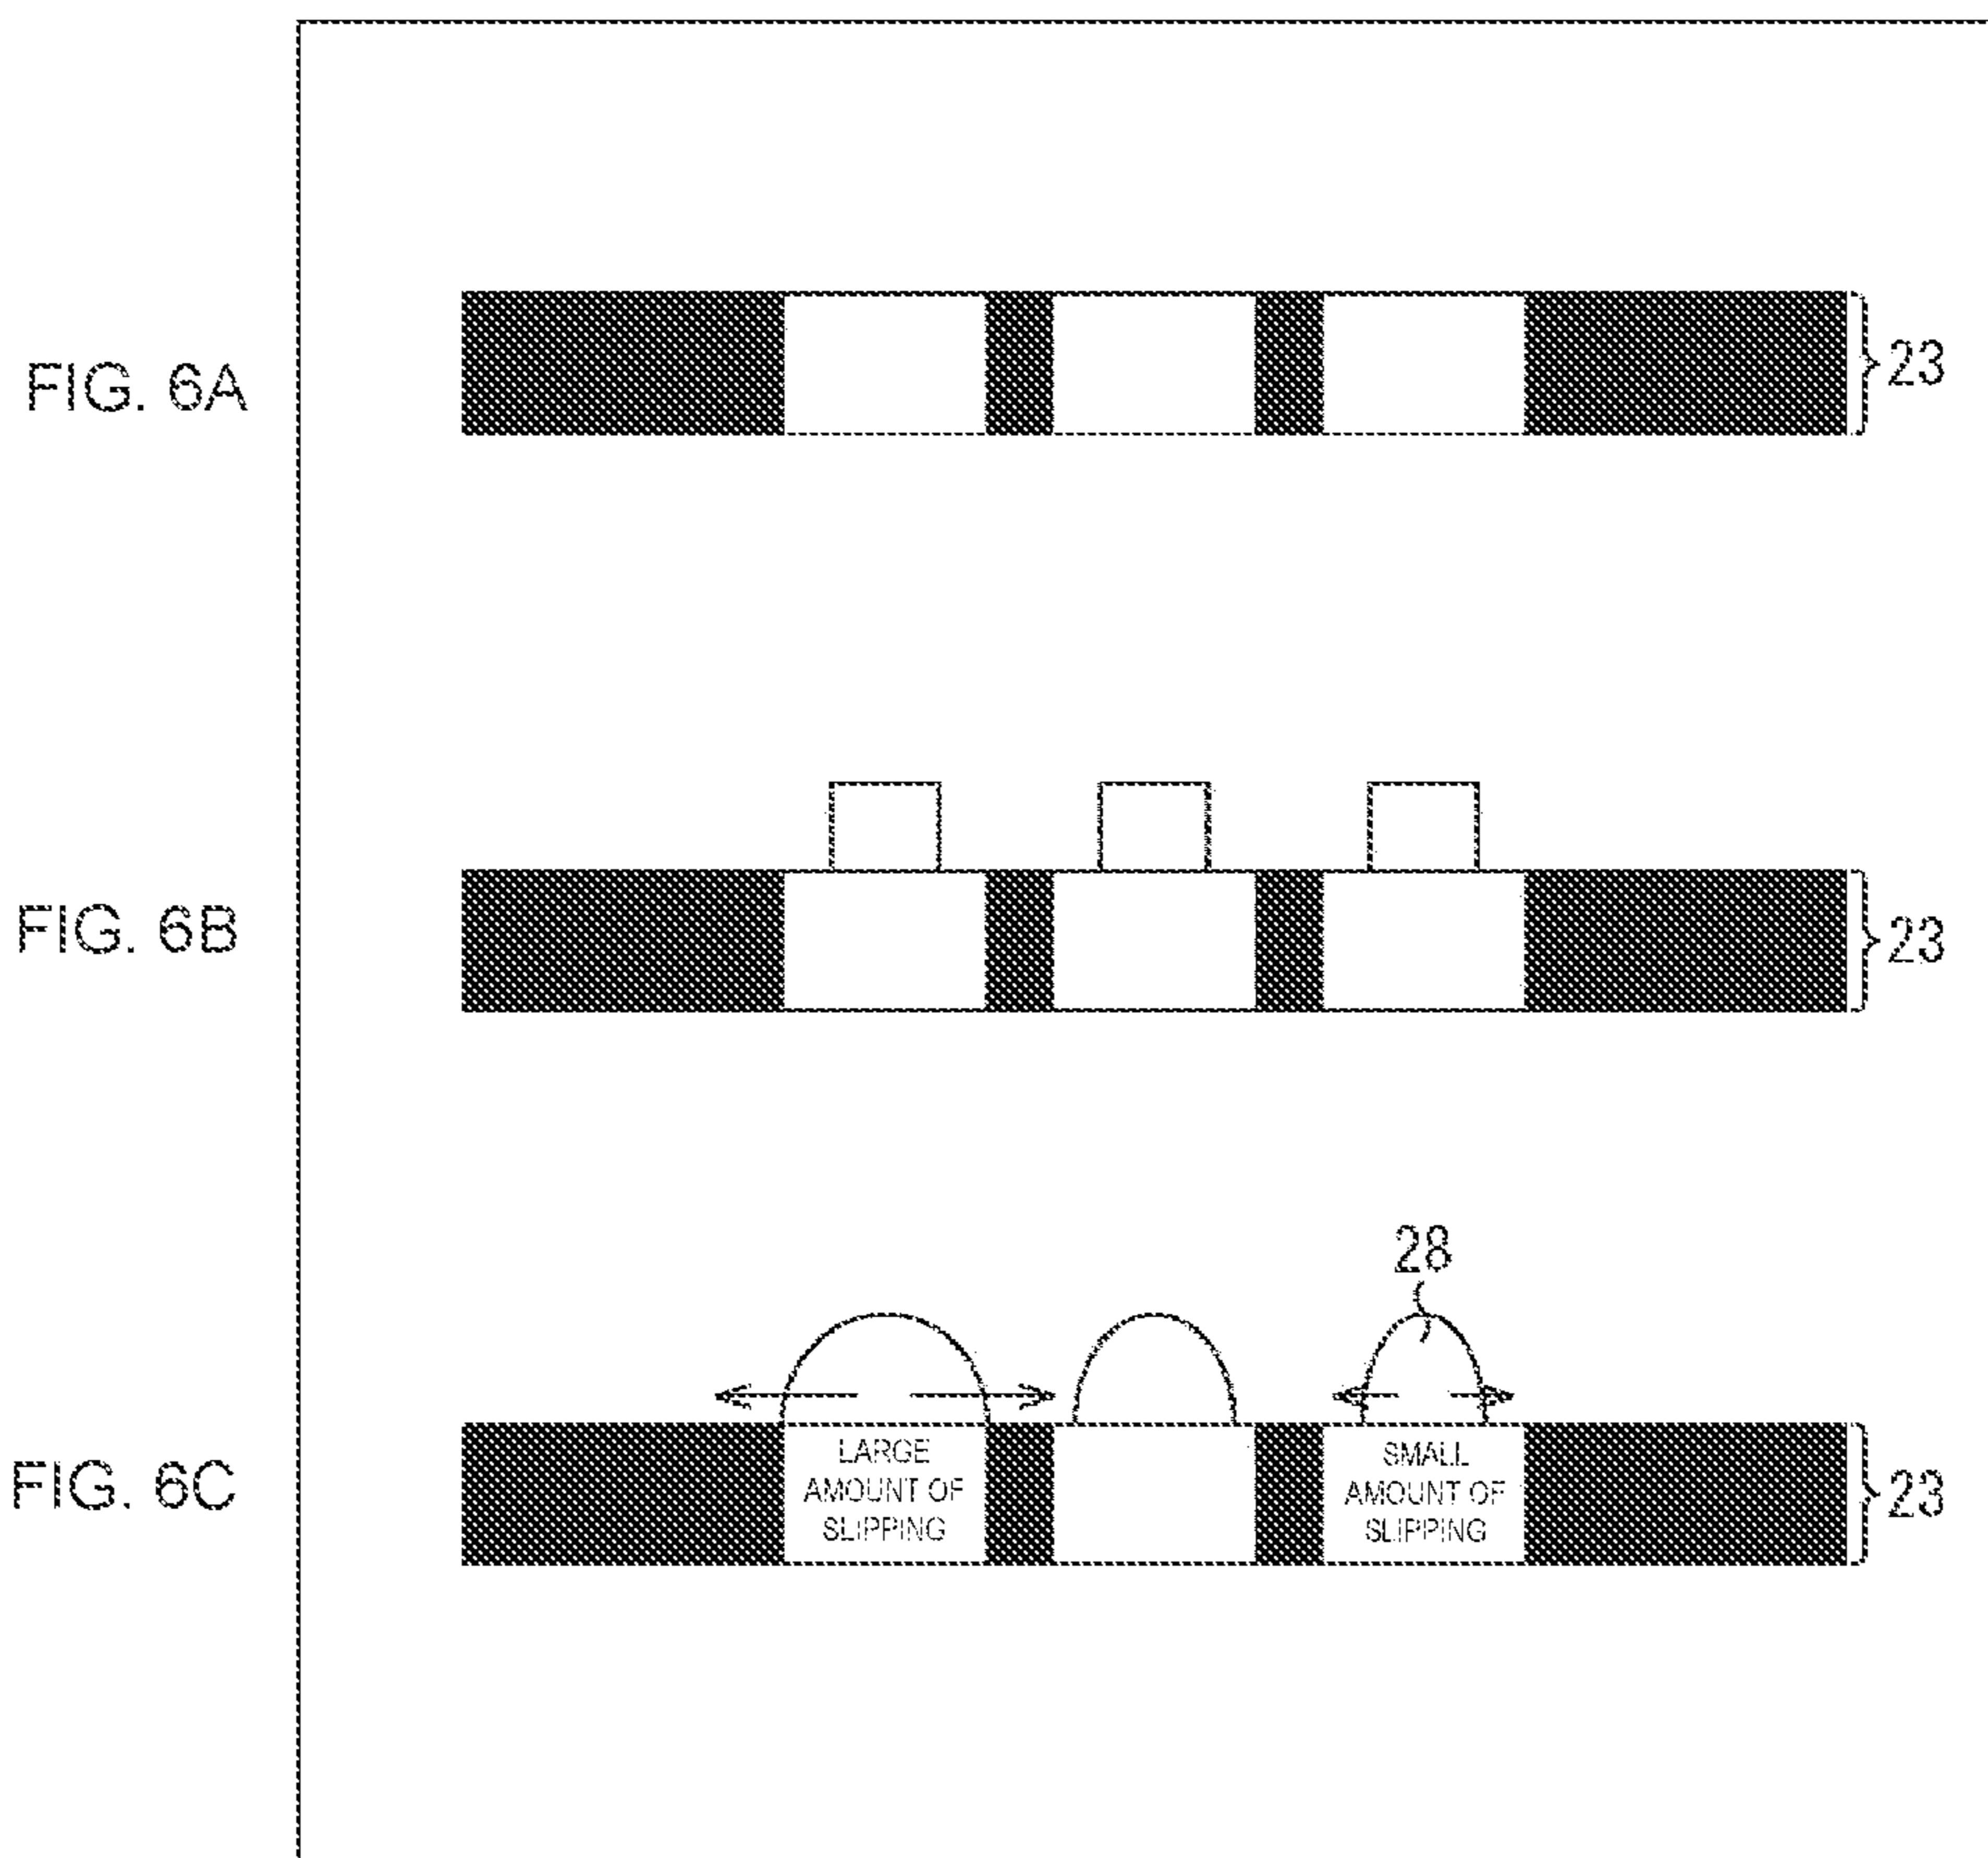 FIG. 6A
23
FIG. 6B
23
28
FIG. 6C
LARGE
AMOUNT OF
SLIPPING
SMALL
AMOUNT OF
SLIPPING
23